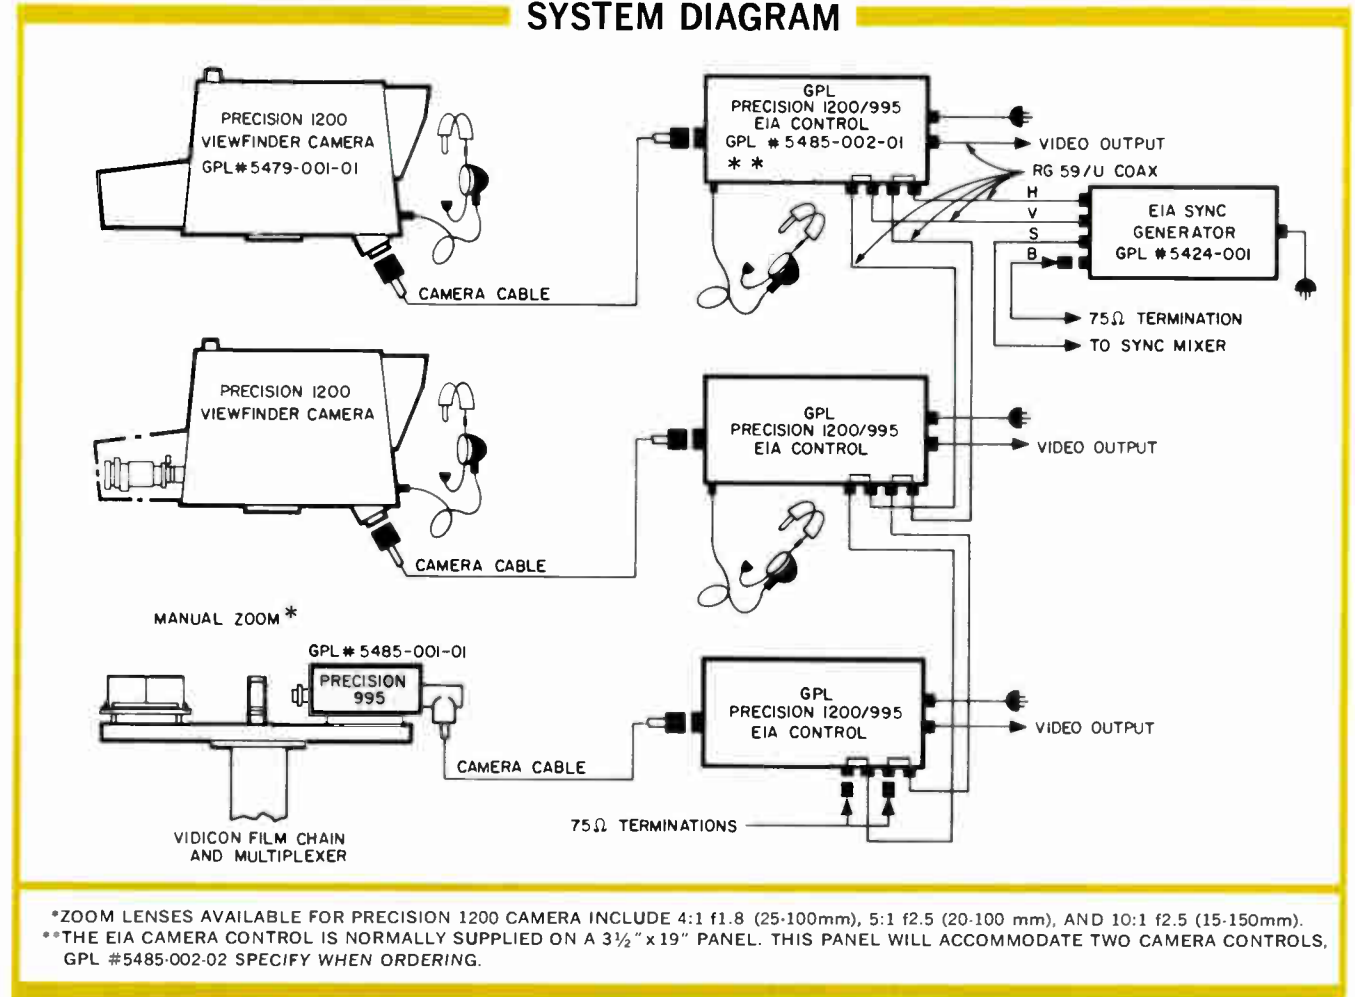 SYSTEM DIAGRAM
PRECISION 1200
VIEWFINDER CAMERA
GPL#5479-001-01
CAMERA CABLE
GPL
PRECISION 1200/995
EIA CONTROL
GPL #5485-002-01
* *
VIDEO OUTPUT
RG 59/U COAX
H
V
S
B
EIA SYNC
GENERATOR
GPL #5424-001
75Ω TERMINATION
TO SYNC MIXER
PRECISION 1200
VIEWFINDER CAMERA
CAMERA CABLE
GPL
PRECISION 1200/995
EIA CONTROL
VIDEO OUTPUT
MANUAL ZOOM*
GPL#5485-001-01
PRECISION
995
CAMERA CABLE
VIDICON FILM CHAIN
AND MULTIPLEXER
GPL
PRECISION 1200/995
EIA CONTROL
VIDEO OUTPUT
75Ω TERMINATIONS
*ZOOM LENSES AVAILABLE FOR PRECISION 1200 CAMERA INCLUDE 4:1 f1.8 (25-100mm), 5:1 f2.5 (20-100 mm), AND 10:1 f2.5 (15-150mm).
**THE EIA CAMERA CONTROL IS NORMALLY SUPPLIED ON A 3½"x19" PANEL. THIS PANEL WILL ACCOMMODATE TWO CAMERA CONTROLS,
GPL #5485-002-02 SPECIFY WHEN ORDERING.